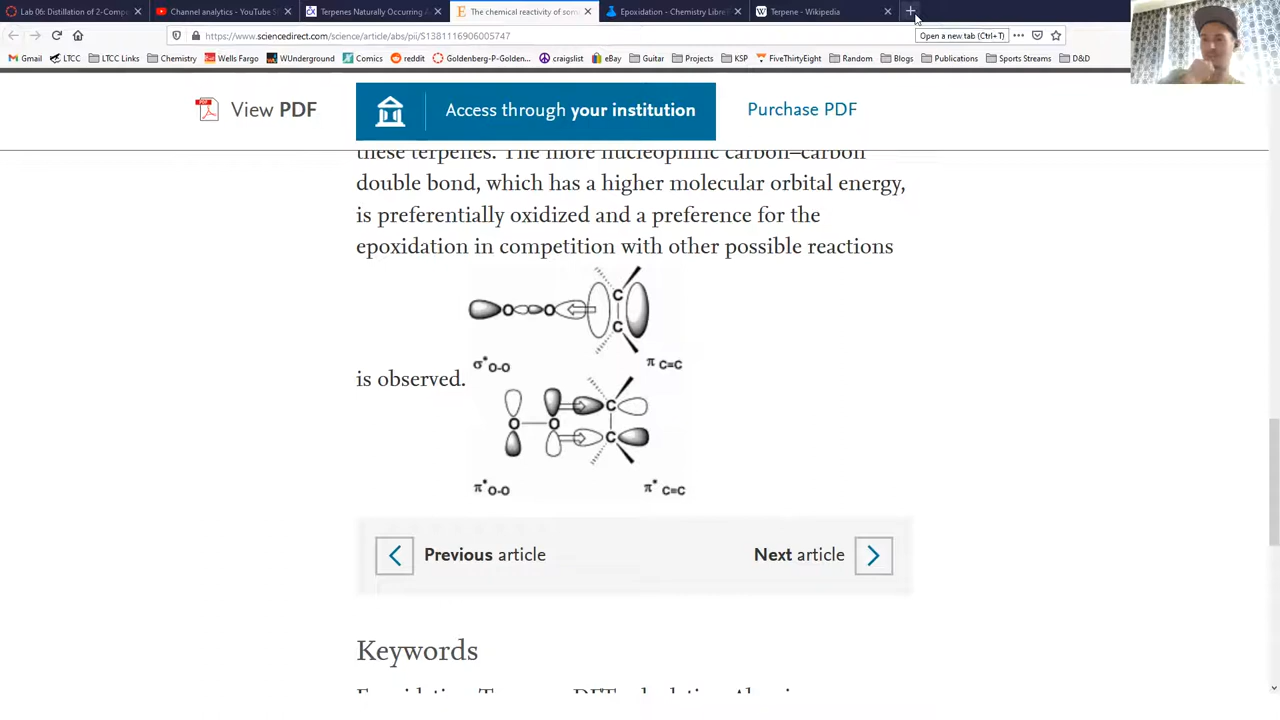 Lab 06: Distillation of 2-Comp
Channel analytics - YouTube S
Terpenes Naturally Occurring A
The chemical reactivity of som
Epoxidation - Chemistry LibreT
Terpene - Wikipedia
https://www.sciencedirect.com/science/article/abs/pii/S1381116906005747
Open a new tab (Ctrl+T)
Gmail LTCC LTCC Links Chemistry Wells Fargo WUnderground Comics reddit Goldenberg-P-Golden... craigslist eBay Guitar Projects KSP FiveThirtyEight Random Blogs Publications Sports Streams D&D
View PDF
Access through your institution
Purchase PDF
these terpenes. The more nucleophilic carbon–carbon
double bond, which has a higher molecular orbital energy,
is preferentially oxidized and a preference for the
epoxidation in competition with other possible reactions
is observed.
O O C
C
σ*O-O π C=C
O O C
C
π*O-O π* C=C
Previous article
Next article
Keywords